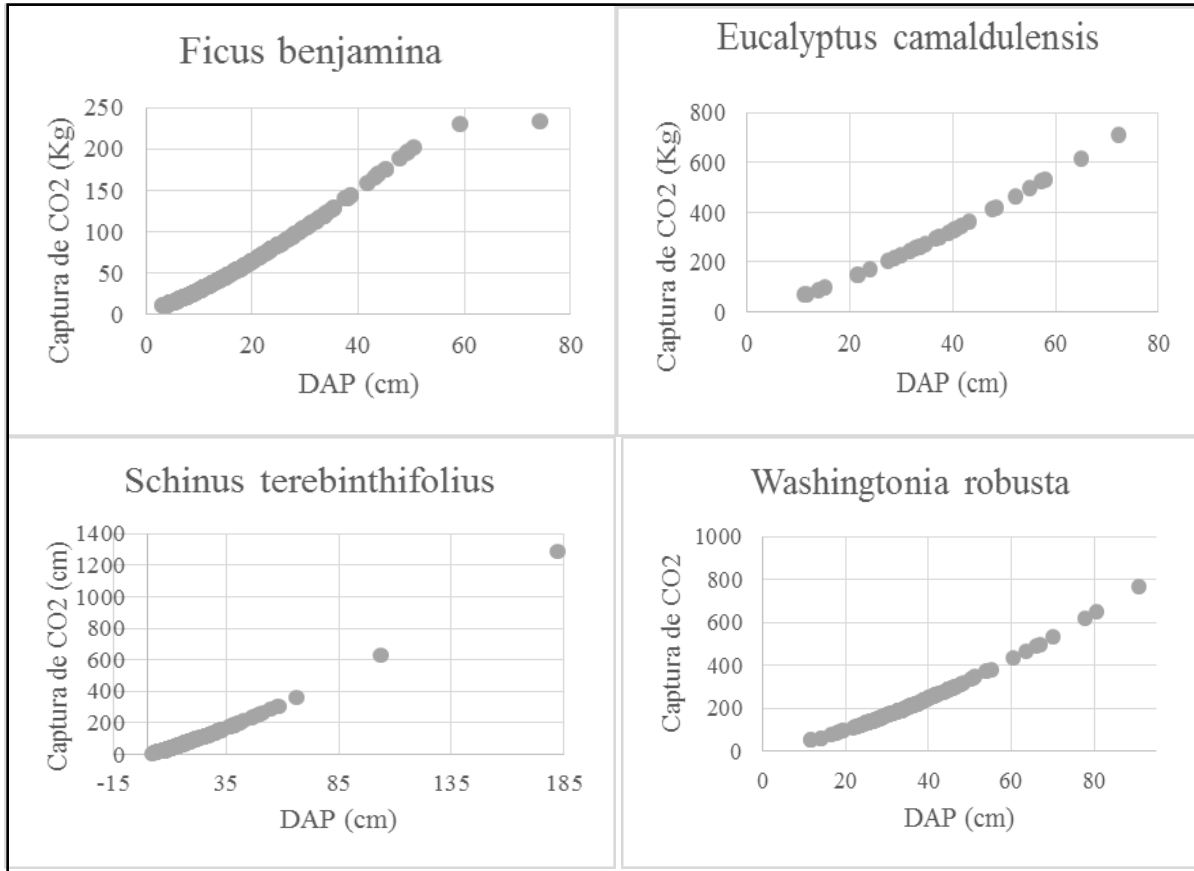 Ficus benjamina
Captura de CO2 (Kg)
250
200
150
100
50
0
0 20 40 60 80
DAP (cm)
Eucalyptus camaldulensis
Captura de CO2 (Kg)
800
600
400
200
0
0 20 40 60 80
DAP (cm)
Schinus terebinthifolius
Captura de CO2 (cm)
1400
1200
1000
800
600
400
200
0
-15 35 85 135 185
DAP (cm)
Washingtonia robusta
Captura de CO2
1000
800
600
400
200
0
0 20 40 60 80
DAP (cm)